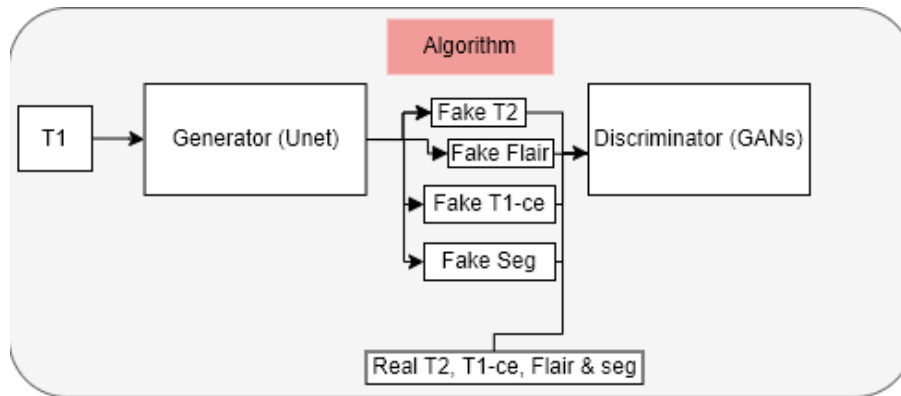 Algorithm
T1
Generator (Unet)
Fake T2
Fake Flair
Fake T1-ce
Fake Seg
Discriminator (GANs)
Real T2, T1-ce, Flair & seg